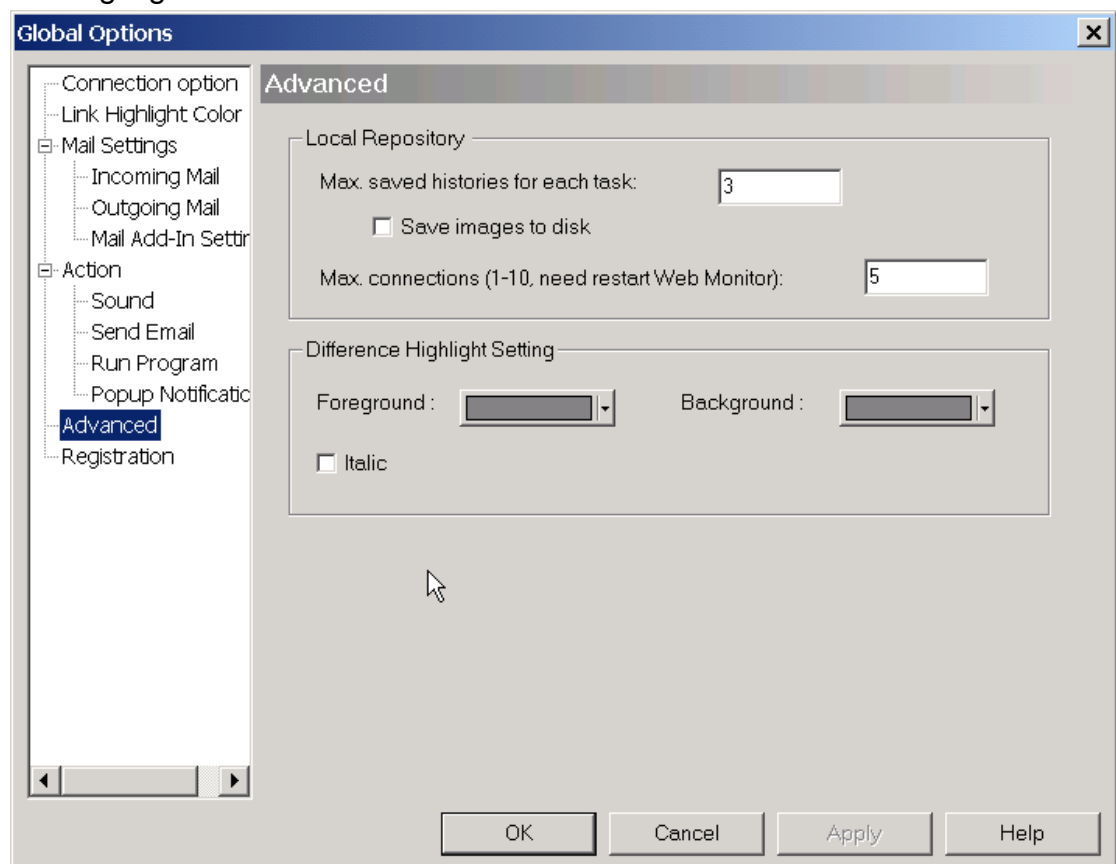 Global Options
Connection option
Link Highlight Color
Mail Settings
Incoming Mail
Outgoing Mail
Mail Add-In Settin
Action
Sound
Send Email
Run Program
Popup Notificatic
Advanced
Registration
Advanced
Local Repository
Max. saved histories for each task: 3
Save images to disk
Max. connections (1-10, need restart Web Monitor): 5
Difference Highlight Setting
Foreground : Background :
Italic
OK Cancel Apply Help